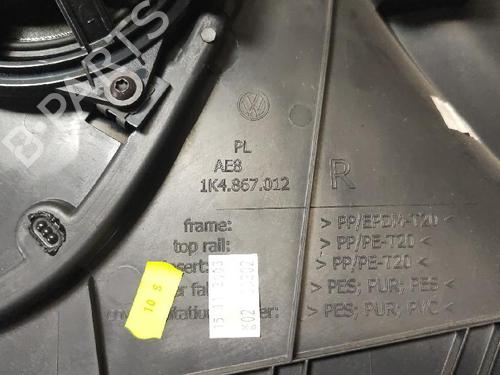 B-PARTS
PL
AE8
1K4.867.012
R
frame: > PP/EPDM-T20 <
top rail: > PP/PE-T20 <
> PP/PE-T20 <
> PES; PUR; PES <
> PES; PUR; PVC <
10 S